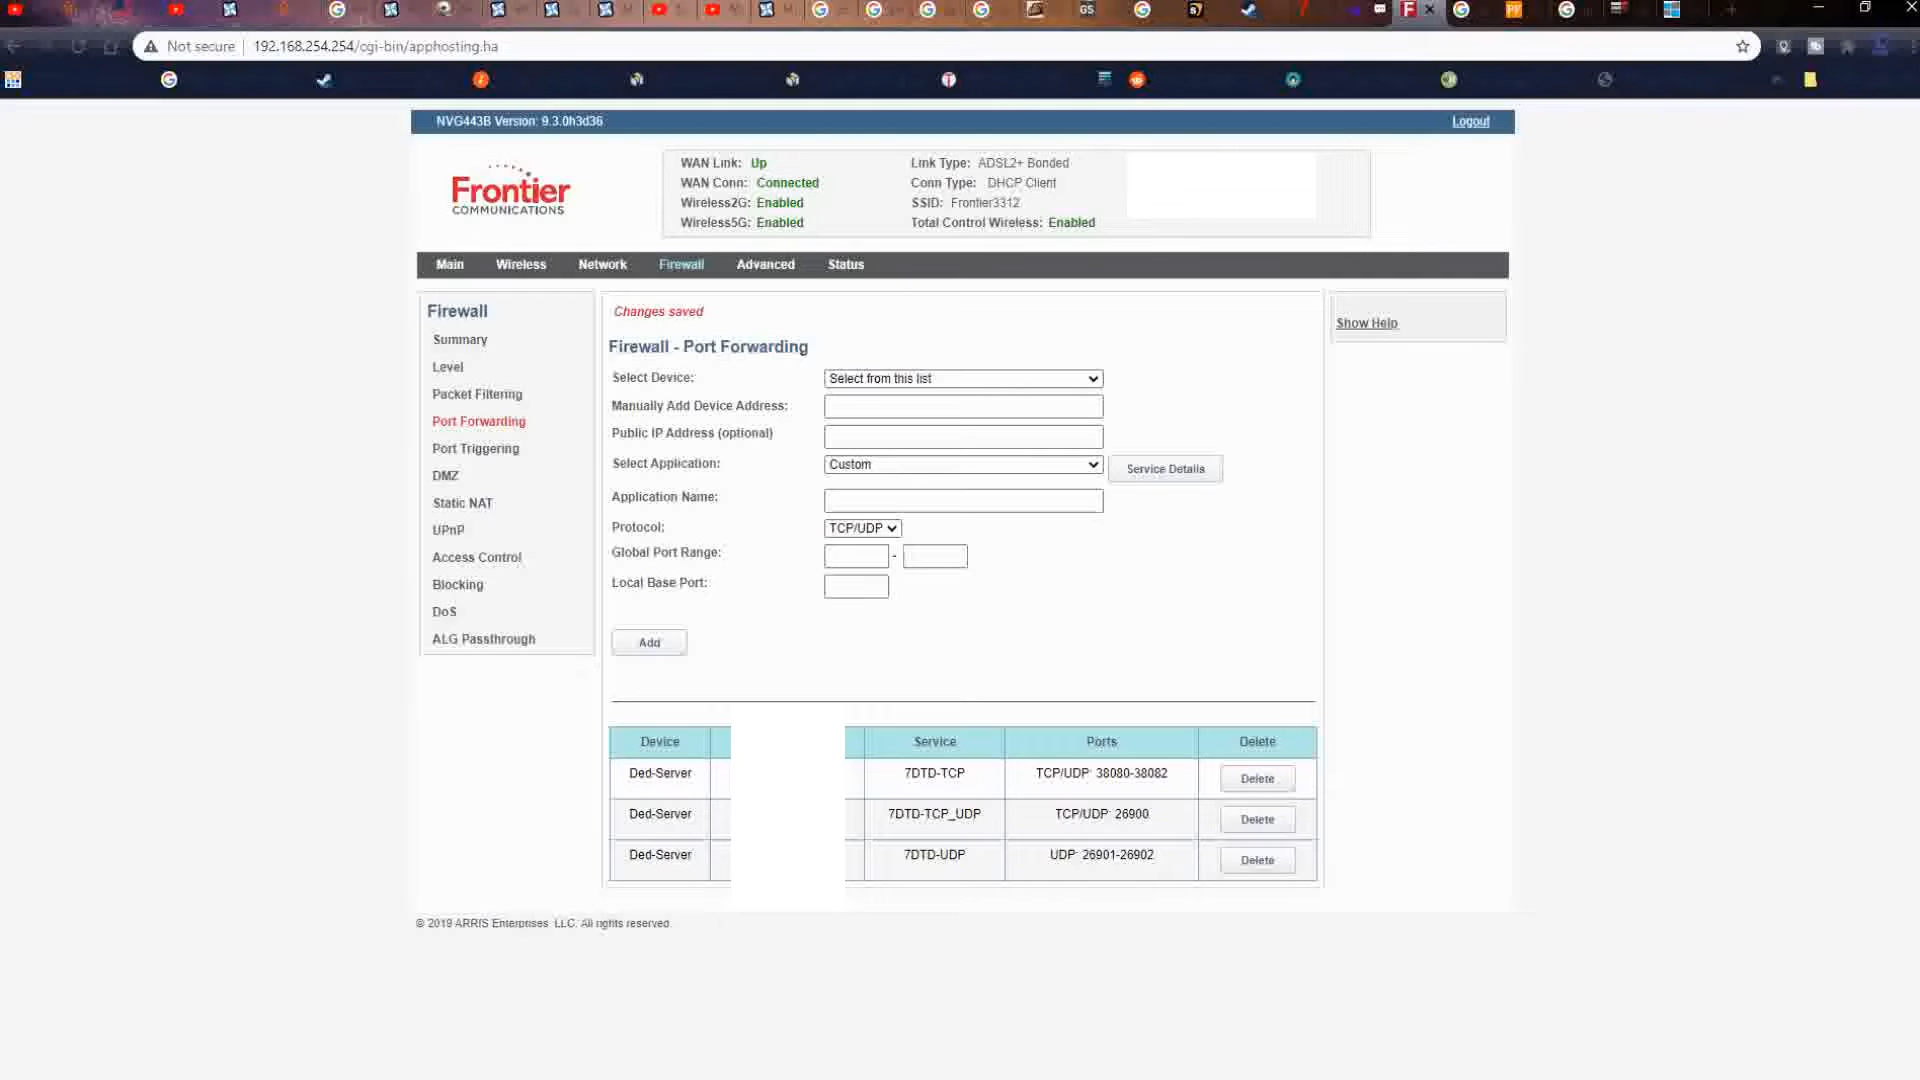 Not secure
192.168.254.254/cgi-bin/apphosting.ha
NVG443B Version: 9.3.0h3d36
Logout
Frontier
COMMUNICATIONS
WAN Link: Up
Link Type: ADSL2+ Bonded
WAN Conn: Connected
Conn Type: DHCP Client
Wireless2G: Enabled
SSID: Frontier3312
Wireless5G: Enabled
Total Control Wireless: Enabled
Main Wireless Network Firewall Advanced Status
Firewall
Summary
Level
Packet Filtering
Port Forwarding
Port Triggering
DMZ
Static NAT
UPnP
Access Control
Blocking
DoS
ALG Passthrough
Changes saved
Firewall - Port Forwarding
Select Device: Select from this list
Manually Add Device Address:
Public IP Address (optional)
Select Application: Custom Service Details
Application Name:
Protocol: TCP/UDP
Global Port Range: -
Local Base Port:
Add
Show Help
Device Service Ports Delete
Ded-Server 7DTD-TCP TCP/UDP: 38080-38082 Delete
Ded-Server 7DTD-TCP_UDP TCP/UDP: 26900 Delete
Ded-Server 7DTD-UDP UDP: 26901-26902 Delete
© 2019 ARRIS Enterprises, LLC. All rights reserved.